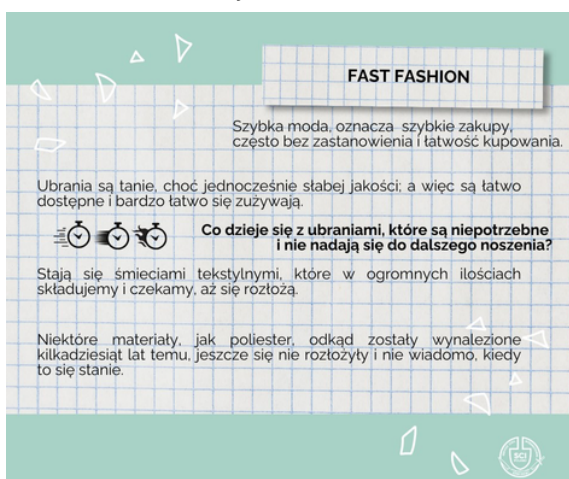 FAST FASHION
Szybka moda, oznacza szybkie zakupy,
często bez zastanowienia i łatwość kupowania.
Ubrania są tanie, choć jednocześnie słabej jakości; a więc są łatwo
dostępne i bardzo łatwo się zużywają.
Co dzieje się z ubraniami, które są niepotrzebne
i nie nadają się do dalszego noszenia?
Stają się śmieciami tekstylnymi, które w ogromnych ilościach
składujemy i czekamy, aż się rozłożą.
Niektóre materiały, jak poliester, odkąd zostały wynalezione
kilkadziesiąt lat temu, jeszcze się nie rozłożyły i nie wiadomo, kiedy
to się stanie.
SCI